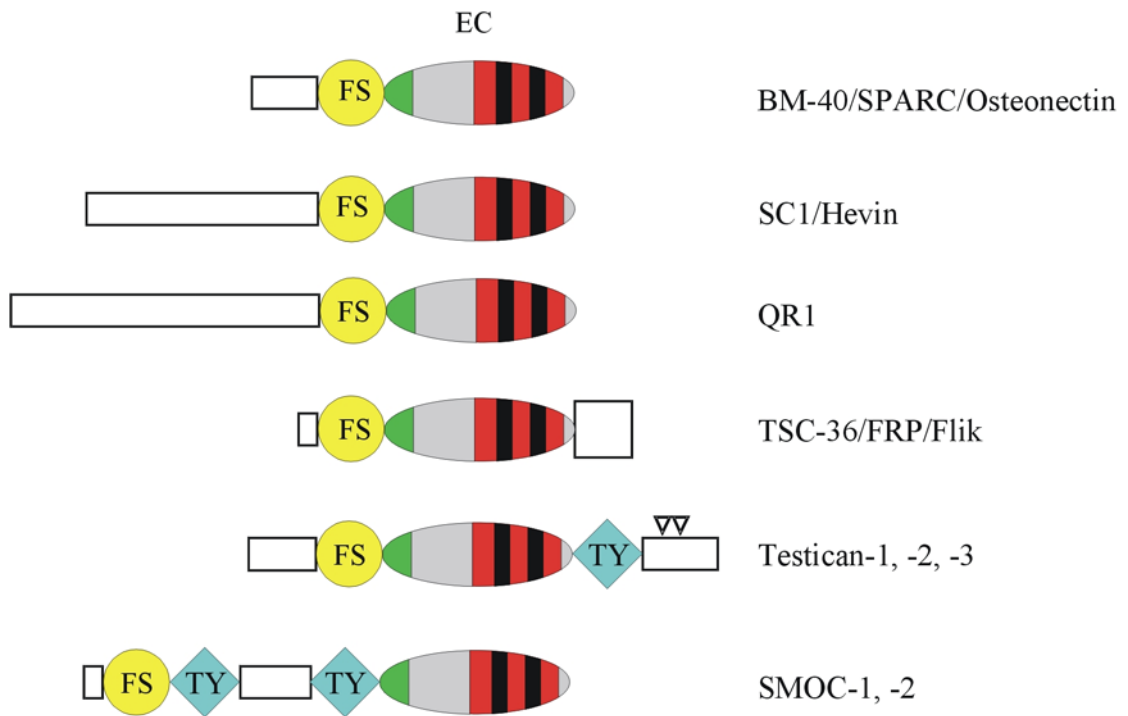 EC
FS
BM-40/SPARC/Osteonectin
FS
SC1/Hevin
FS
QR1
FS
TSC-36/FRP/Flik
FS TY
Testican-1, -2, -3
FS TY TY
SMOC-1, -2